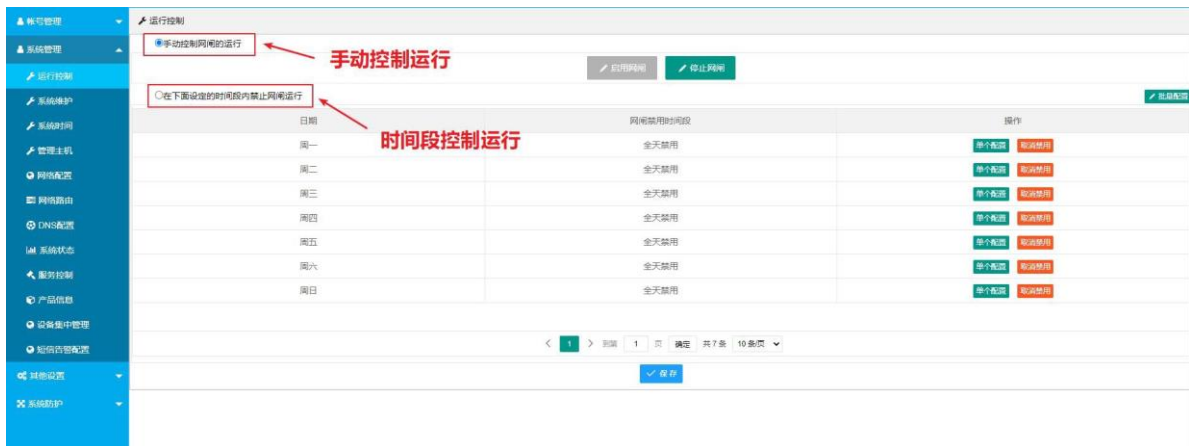 帐号管理
运行控制
系统管理
手动控制网闸的运行
手动控制运行
启用网闸
停止网闸
运行控制
在下面设定的时间段内禁止网闸运行
批量配置
系统维护
系统时间
日期
网闸禁用时间段
操作
时间段控制运行
管理主机
周一
全天禁用
单个配置
取消禁用
网络配置
周二
全天禁用
单个配置
取消禁用
网络路由
周三
全天禁用
单个配置
取消禁用
DNS配置
周四
全天禁用
单个配置
取消禁用
系统状态
周五
全天禁用
单个配置
取消禁用
服务控制
周六
全天禁用
单个配置
取消禁用
产品信息
周日
全天禁用
单个配置
取消禁用
设备集中管理
短信告警配置
1
到第 1 页 确定 共7条 10条/页
其他设置
保存
系统防护